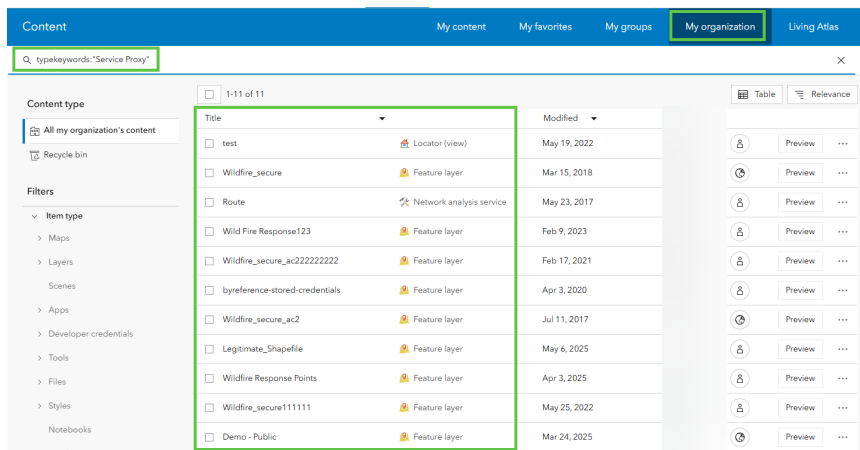 Content My content My favorites My groups My organization Living Atlas
typekeywords:"Service Proxy"
1-11 of 11 Table Relevance
Content type
All my organization's content
Recycle bin
Filters
Item type
Maps
Layers
Scenes
Apps
Developer credentials
Tools
Files
Styles
Notebooks
Title Modified
test Locator (view) May 19, 2022 Preview
Wildfire_secure Feature layer Mar 15, 2018 Preview
Route Network analysis service May 23, 2017 Preview
Wild Fire Response123 Feature layer Feb 9, 2023 Preview
Wildfire_secure_ac222222222 Feature layer Feb 17, 2021 Preview
byreference-stored-credentials Feature layer Apr 3, 2020 Preview
Wildfire_secure_ac2 Feature layer Jul 11, 2017 Preview
Legitimate_Shapefile Feature layer May 6, 2025 Preview
Wildfire Response Points Feature layer Apr 3, 2025 Preview
Wildfire_secure111111 Feature layer May 25, 2022 Preview
Demo - Public Feature layer Mar 24, 2025 Preview